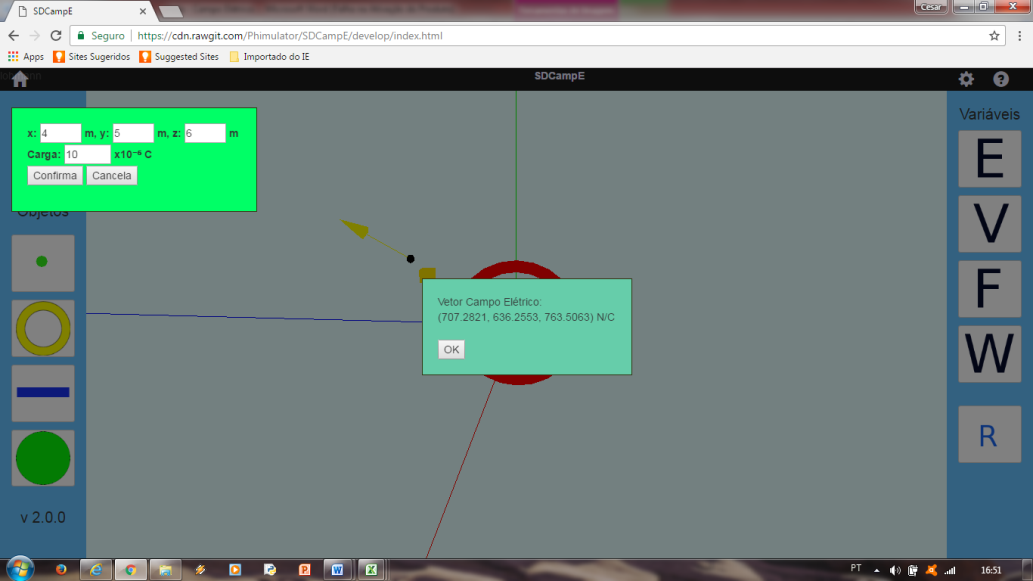 SDCampE
Cesar
Seguro | https://cdn.rawgit.com/Phimulator/SDCampE/develop/index.html
Apps Sites Sugeridos Suggested Sites Importado do IE
SDCampE
x: 4 m, y: 5 m, z: 6 m
Carga: 10 x10⁻⁶ C
Confirma Cancela
Objetos
v 2.0.0
Vetor Campo Elétrico:
(707.2821, 636.2553, 763.5063) N/C
OK
Variáveis
E
V
F
W
R
PT 16:51